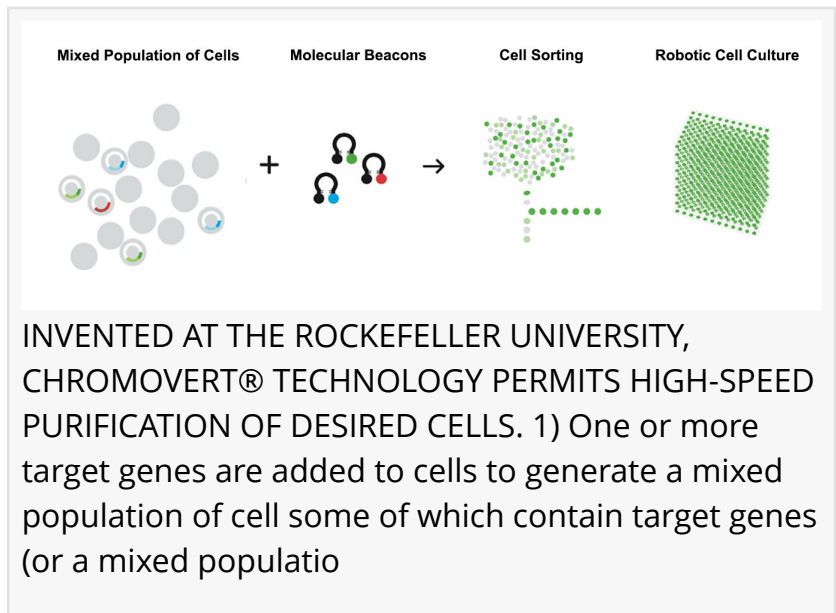 Mixed Population of Cells Molecular Beacons Cell Sorting Robotic Cell Culture
+ →
INVENTED AT THE ROCKEFELLER UNIVERSITY,
CHROMOVERT® TECHNOLOGY PERMITS HIGH-SPEED
PURIFICATION OF DESIRED CELLS. 1) One or more
target genes are added to cells to generate a mixed
population of cell some of which contain target genes
(or a mixed populatio